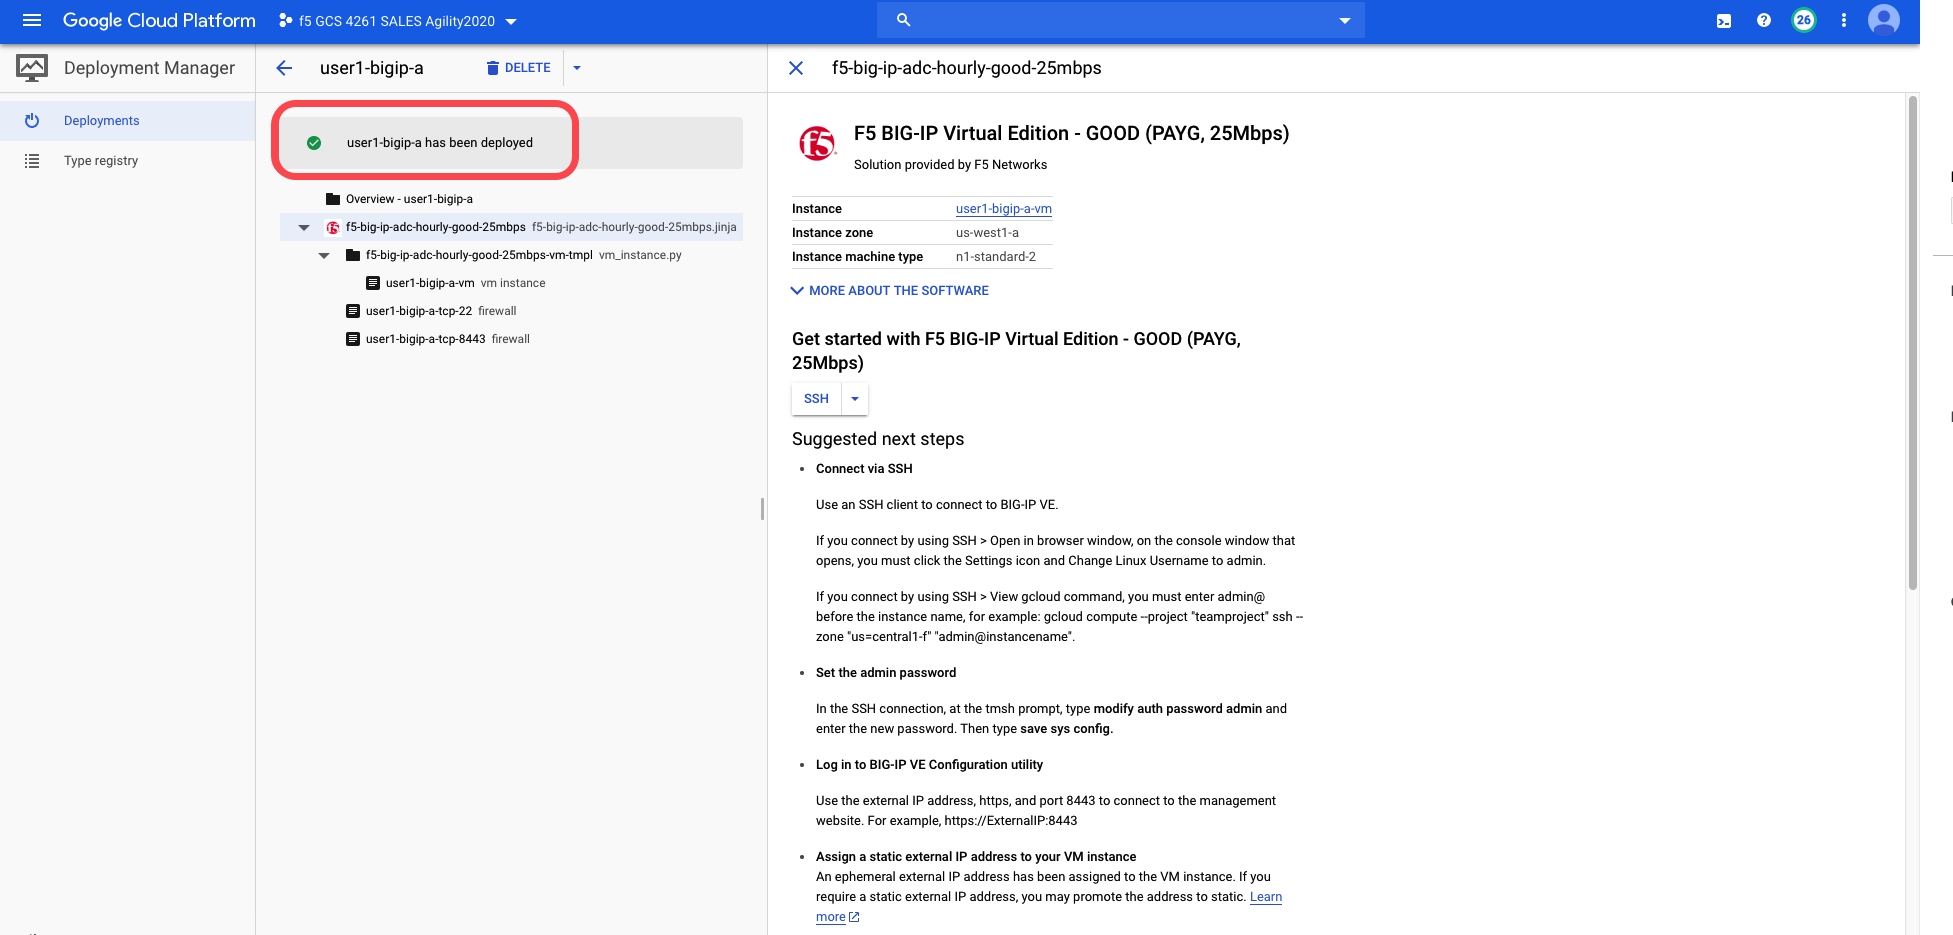 Google Cloud Platform
f5 GCS 4261 SALES Agility2020
26
Deployment Manager
user1-bigip-a
DELETE
f5-big-ip-adc-hourly-good-25mbps
Deployments
Type registry
user1-bigip-a has been deployed
Overview - user1-bigip-a
f5-big-ip-adc-hourly-good-25mbps f5-big-ip-adc-hourly-good-25mbps.jinja
f5-big-ip-adc-hourly-good-25mbps-vm-tmpl vm_instance.py
user1-bigip-a-vm vm instance
user1-bigip-a-tcp-22 firewall
user1-bigip-a-tcp-8443 firewall
f5
F5 BIG-IP Virtual Edition - GOOD (PAYG, 25Mbps)
Solution provided by F5 Networks
Instance user1-bigip-a-vm
Instance zone us-west1-a
Instance machine type n1-standard-2
MORE ABOUT THE SOFTWARE
Get started with F5 BIG-IP Virtual Edition - GOOD (PAYG,
25Mbps)
SSH
Suggested next steps
• Connect via SSH
Use an SSH client to connect to BIG-IP VE.
If you connect by using SSH > Open in browser window, on the console window that
opens, you must click the Settings icon and Change Linux Username to admin.
If you connect by using SSH > View gcloud command, you must enter admin@
before the instance name, for example: gcloud compute --project "teamproject" ssh --
zone "us=central1-f" "admin@instancename".
• Set the admin password
In the SSH connection, at the tmsh prompt, type modify auth password admin and
enter the new password. Then type save sys config.
• Log in to BIG-IP VE Configuration utility
Use the external IP address, https, and port 8443 to connect to the management
website. For example, https://ExternalIP:8443
• Assign a static external IP address to your VM instance
An ephemeral external IP address has been assigned to the VM instance. If you
require a static external IP address, you may promote the address to static. Learn
more